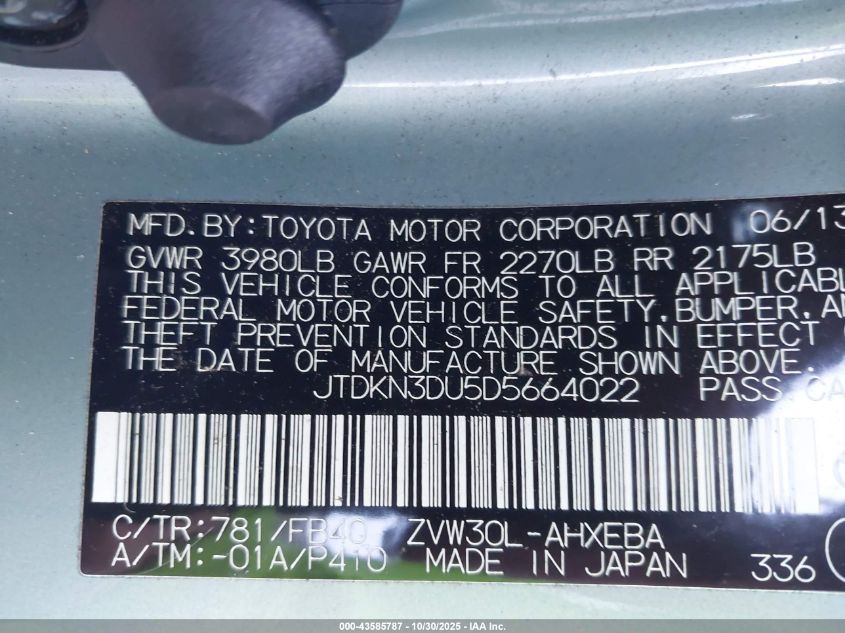 MFD. BY: TOYOTA MOTOR CORPORATION 06/13
GVWR 3980LB GAWR FR 2270LB RR 2175LB
THIS VEHICLE CONFORMS TO ALL APPLICABL
FEDERAL MOTOR VEHICLE SAFETY, BUMPER, AN
THEFT PREVENTION STANDARDS IN EFFECT
THE DATE OF MANUFACTURE SHOWN ABOVE.
JTDKN3DU5D5664022 PASS. CA
C/TR: 781/FB40 ZVW30L-AHXEBA
A/TM: -01A/P410 MADE IN JAPAN 336
000-43585787 - 10/30/2025 - IAA Inc.